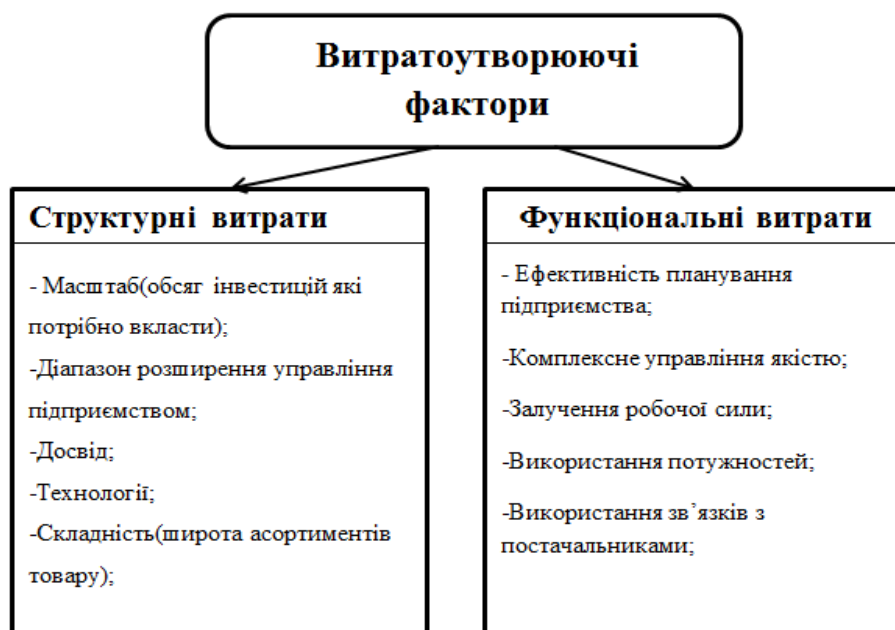 Витратоутворюючі
фактори
Структурні витрати
- Масштаб(обсяг інвестицій які
потрібно вкласти);
-Діапазон розширення управління
підприємством;
-Досвід;
-Технології;
-Складність(широта асортиментів
товару);
Функціональні витрати
- Ефективність планування
підприємства;
-Комплексне управління якістю;
-Залучення робочої сили;
-Використання потужностей;
-Використання зв’язків з
постачальниками;